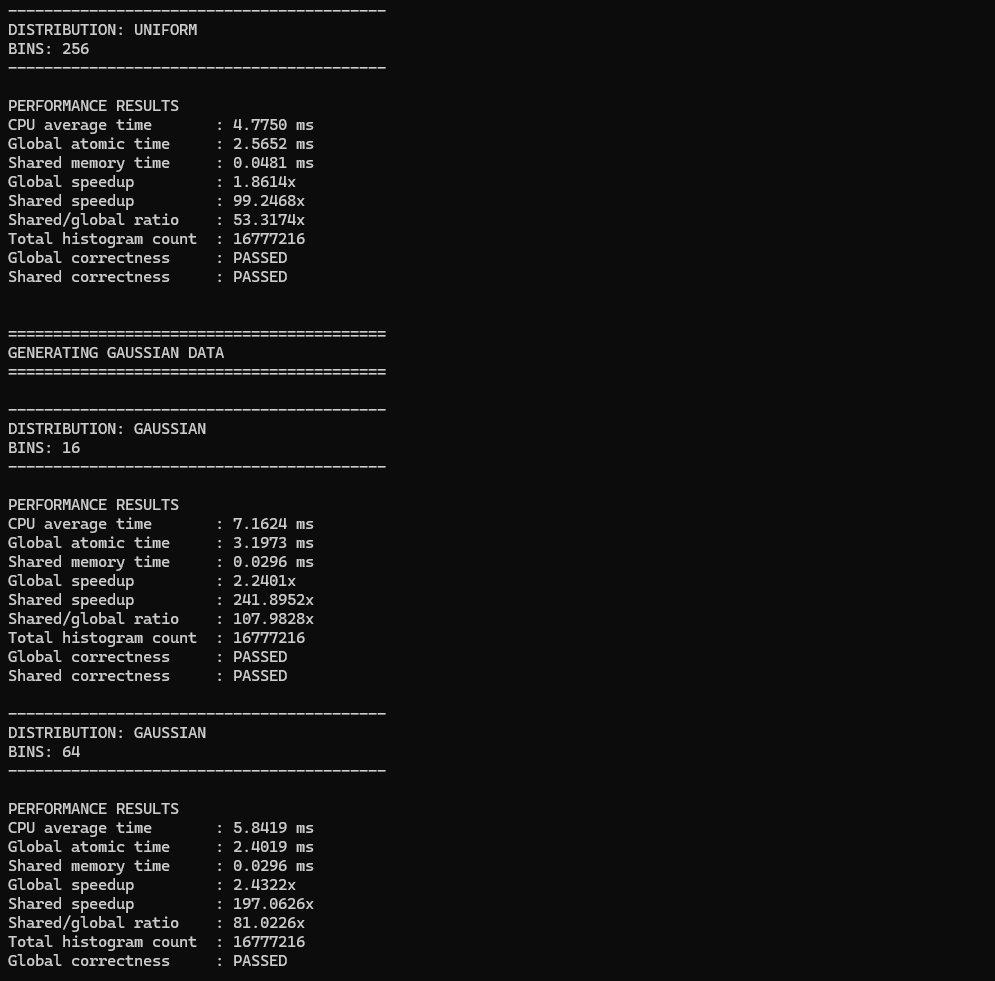 ------------------------------------------
DISTRIBUTION: UNIFORM
BINS: 256
------------------------------------------
PERFORMANCE RESULTS
CPU average time       : 4.7750 ms
Global atomic time     : 2.5652 ms
Shared memory time     : 0.0481 ms
Global speedup         : 1.8614x
Shared speedup         : 99.2468x
Shared/global ratio    : 53.3174x
Total histogram count  : 16777216
Global correctness     : PASSED
Shared correctness     : PASSED
==========================================
GENERATING GAUSSIAN DATA
==========================================
------------------------------------------
DISTRIBUTION: GAUSSIAN
BINS: 16
------------------------------------------
PERFORMANCE RESULTS
CPU average time       : 7.1624 ms
Global atomic time     : 3.1973 ms
Shared memory time     : 0.0296 ms
Global speedup         : 2.2401x
Shared speedup         : 241.8952x
Shared/global ratio    : 107.9828x
Total histogram count  : 16777216
Global correctness     : PASSED
Shared correctness     : PASSED
------------------------------------------
DISTRIBUTION: GAUSSIAN
BINS: 64
------------------------------------------
PERFORMANCE RESULTS
CPU average time       : 5.8419 ms
Global atomic time     : 2.4019 ms
Shared memory time     : 0.0296 ms
Global speedup         : 2.4322x
Shared speedup         : 197.0626x
Shared/global ratio    : 81.0226x
Total histogram count  : 16777216
Global correctness     : PASSED